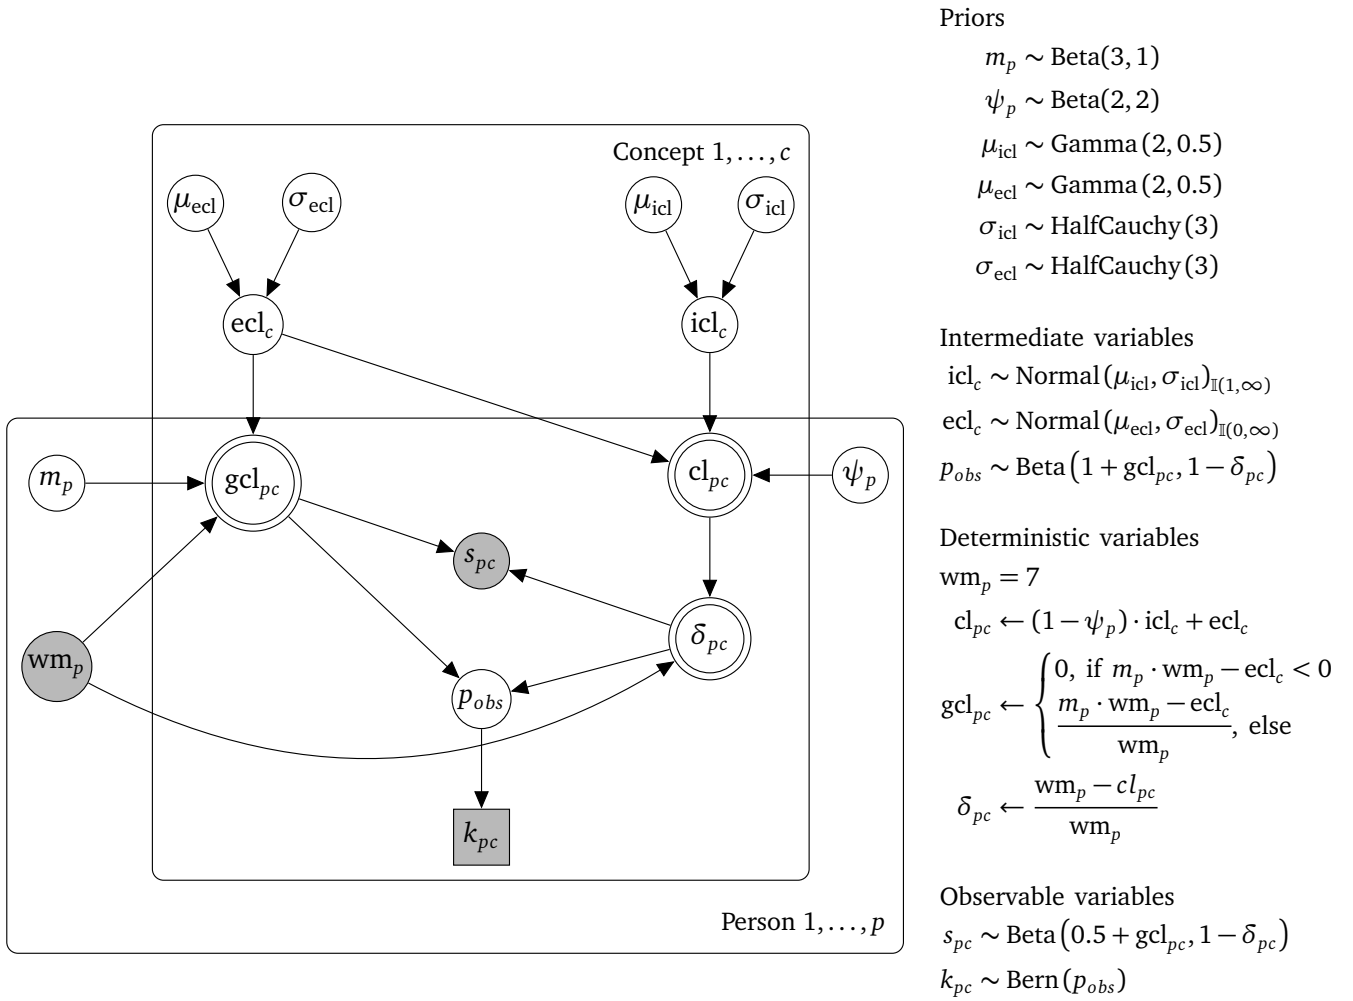 Concept 1, . . . , c
μ_ecl
σ_ecl
μ_icl
σ_icl
ecl_c
icl_c
m_p
gcl_pc
cl_pc
ψ_p
s_pc
wm_p
δ_pc
p_obs
k_pc
Person 1, . . . , p
Priors
m_p ∼ Beta(3, 1)
ψ_p ∼ Beta(2, 2)
μ_icl ∼ Gamma (2, 0.5)
μ_ecl ∼ Gamma (2, 0.5)
σ_icl ∼ HalfCauchy (3)
σ_ecl ∼ HalfCauchy (3)
Intermediate variables
icl_c ∼ Normal (μ_icl, σ_icl)_𝕀(1,∞)
ecl_c ∼ Normal (μ_ecl, σ_ecl)_𝕀(0,∞)
p_obs ∼ Beta (1 + gcl_pc, 1 − δ_pc)
Deterministic variables
wm_p = 7
cl_pc ← (1 − ψ_p) · icl_c + ecl_c
gcl_pc ← { 0, if m_p · wm_p − ecl_c < 0
(m_p · wm_p − ecl_c) / wm_p, else
δ_pc ← (wm_p − cl_pc) / wm_p
Observable variables
s_pc ∼ Beta (0.5 + gcl_pc, 1 − δ_pc)
k_pc ∼ Bern (p_obs)